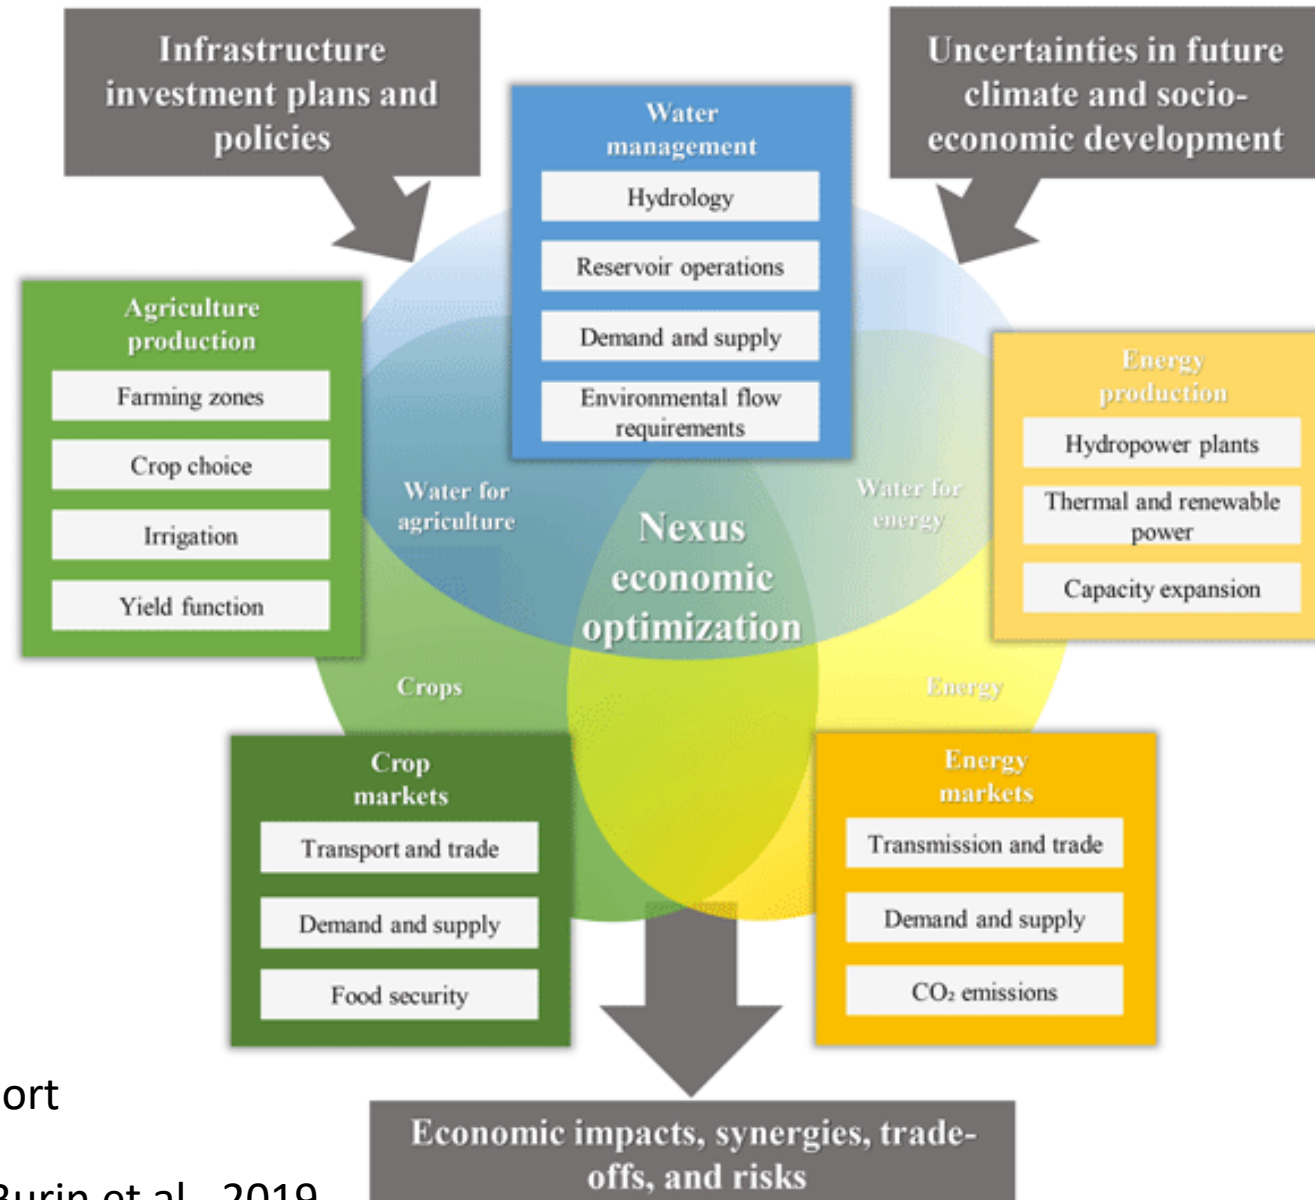 Infrastructure
investment plans and
policies
Uncertainties in future
climate and socio-
economic development
Water
management
Hydrology
Reservoir operations
Demand and supply
Environmental flow
requirements
Agriculture
production
Farming zones
Crop choice
Irrigation
Yield function
Energy
production
Hydropower plants
Thermal and renewable
power
Capacity expansion
Water for
agriculture
Water for
energy
Nexus
economic
optimization
Crops
Energy
Crop
markets
Transport and trade
Demand and supply
Food security
Energy
markets
Transmission and trade
Demand and supply
CO₂ emissions
ort
Economic impacts, synergies, trade-
offs, and risks
Burin et al., 2019